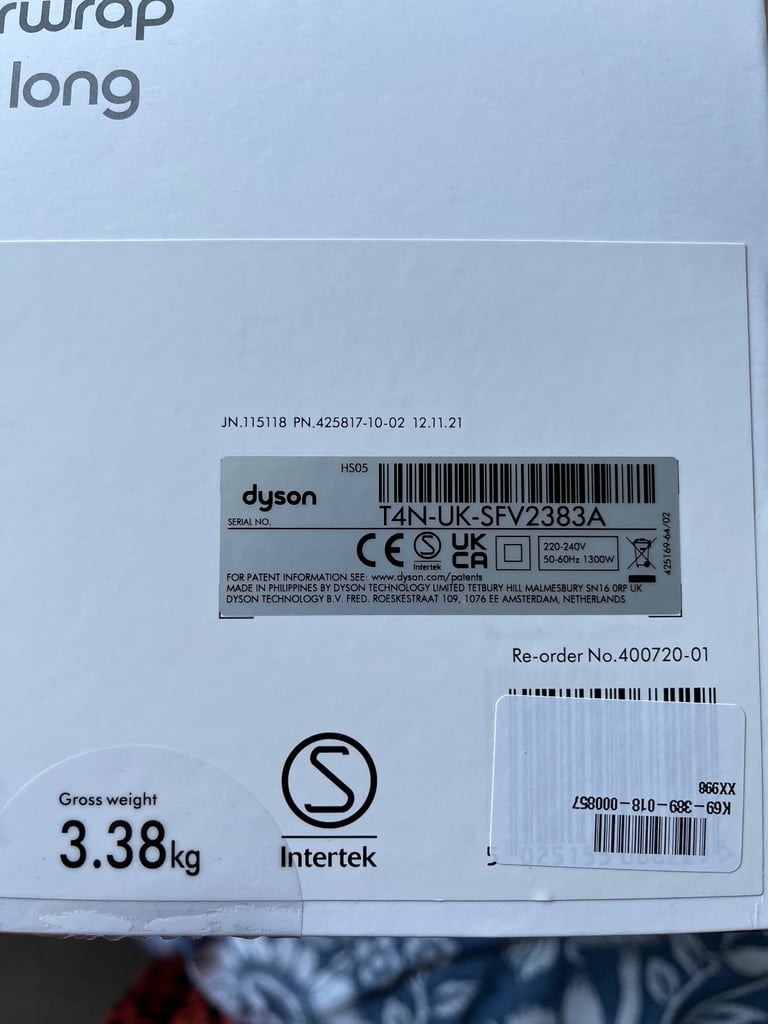 rwrap
long
JN.115118 PN.425817-10-02 12.11.21
HS05
dyson
SERIAL NO.
T4N-UK-SFV2383A
CE
S
Intertek
UK
CA
220-240V
50-60Hz 1300W
425169-64/02
FOR PATENT INFORMATION SEE: www.dyson.com/patents
MADE IN PHILIPPINES BY DYSON TECHNOLOGY LIMITED TETBURY HILL MALMESBURY SN16 0RP UK
DYSON TECHNOLOGY B.V. FRED. ROESKESTRAAT 109, 1076 EE AMSTERDAM, NETHERLANDS
Re-order No.400720-01
XX998
K69-389-018-000857
5
Gross weight
3.38kg
S
Intertek